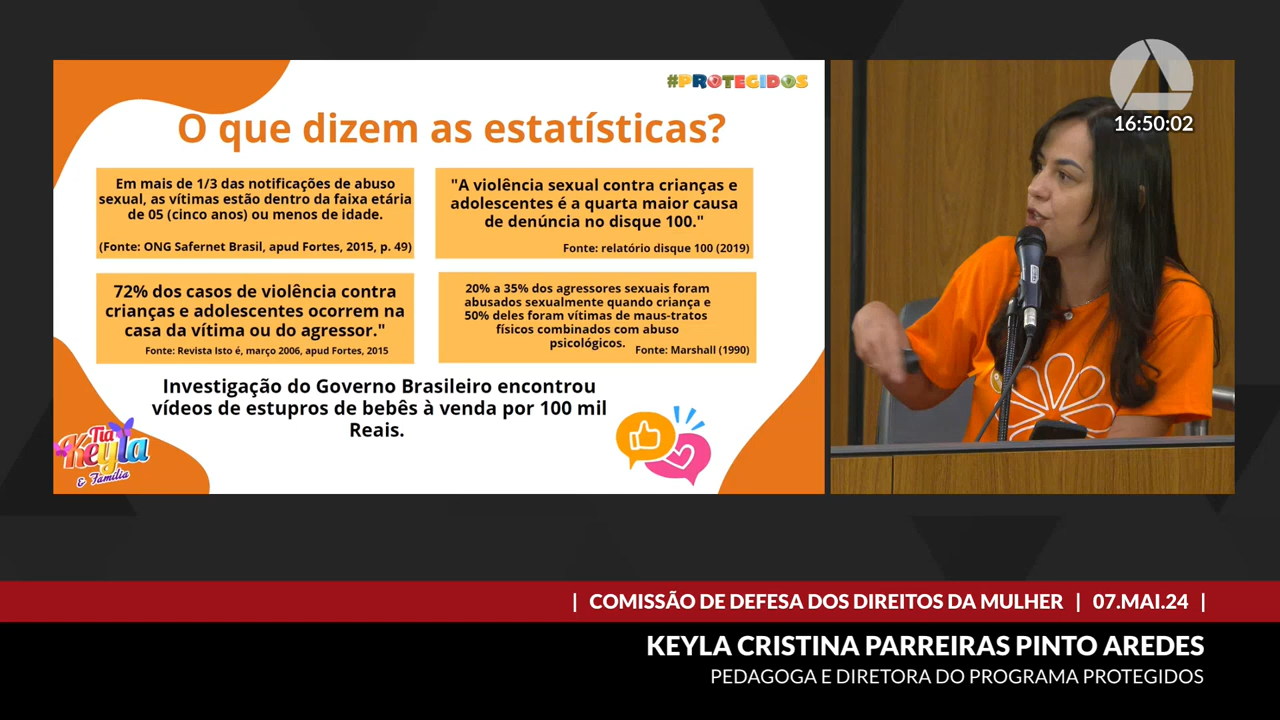 #PROTEGIDOS
16:50:02
O que dizem as estatísticas?
Em mais de 1/3 das notificações de abuso
sexual, as vítimas estão dentro da faixa etária
de 05 (cinco anos) ou menos de idade.
(Fonte: ONG Safernet Brasil, apud Fortes, 2015, p. 49)
"A violência sexual contra crianças e
adolescentes é a quarta maior causa
de denúncia no disque 100."
Fonte: relatório disque 100 (2019)
72% dos casos de violência contra
crianças e adolescentes ocorrem na
casa da vítima ou do agressor."
Fonte: Revista Isto é, março 2006, apud Fortes, 2015
20% a 35% dos agressores sexuais foram
abusados sexualmente quando criança e
50% deles foram vítimas de maus-tratos
físicos combinados com abuso
psicológicos.
Fonte: Marshall (1990)
Investigação do Governo Brasileiro encontrou
vídeos de estupros de bebês à venda por 100 mil
Reais.
Tia
Keyla
& Família
| COMISSÃO DE DEFESA DOS DIREITOS DA MULHER | 07.MAI.24 |
KEYLA CRISTINA PARREIRAS PINTO AREDES
PEDAGOGA E DIRETORA DO PROGRAMA PROTEGIDOS